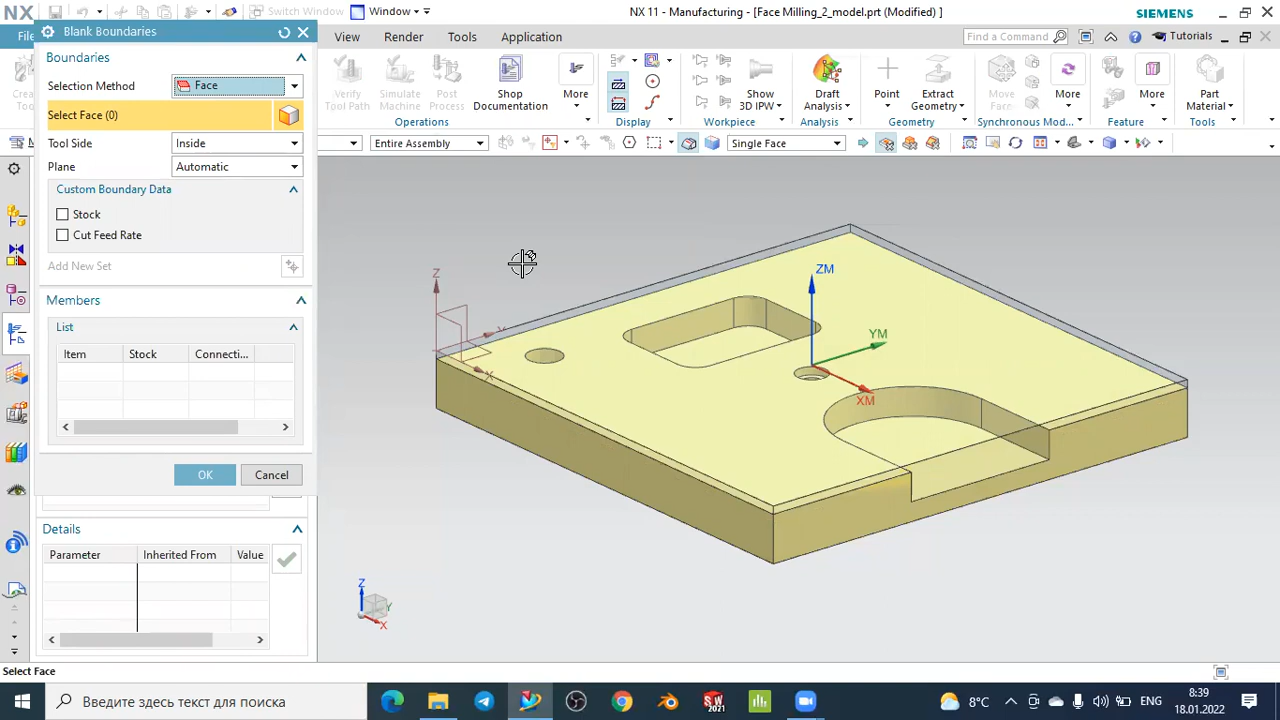 NX
Switch Window
Window
NX 11 - Manufacturing - [Face Milling_2_model.prt (Modified) ]
SIEMENS
Blank Boundaries
View
Render
Tools
Application
Find a Command
Tutorials
Boundaries
Selection Method
Face
Select Face (0)
Tool Side
Inside
Plane
Automatic
Custom Boundary Data
Stock
Cut Feed Rate
Add New Set
Members
List
Item
Stock
Connecti...
OK
Cancel
Details
Parameter
Inherited From
Value
Verify
Tool Path
Simulate
Machine
Post
Process
Shop
Documentation
More
Operations
Display
Show
3D IPW
Workpiece
Draft
Analysis
Analysis
Point
Extract
Geometry
Geometry
Move
Face
More
Synchronous Mod...
More
Feature
Part
Material
Tools
Entire Assembly
Single Face
Z
Y
X
ZM
YM
XM
Z
Y
X
Select Face
Введите здесь текст для поиска
SW
2021
8°C
ENG
8:39
18.01.2022